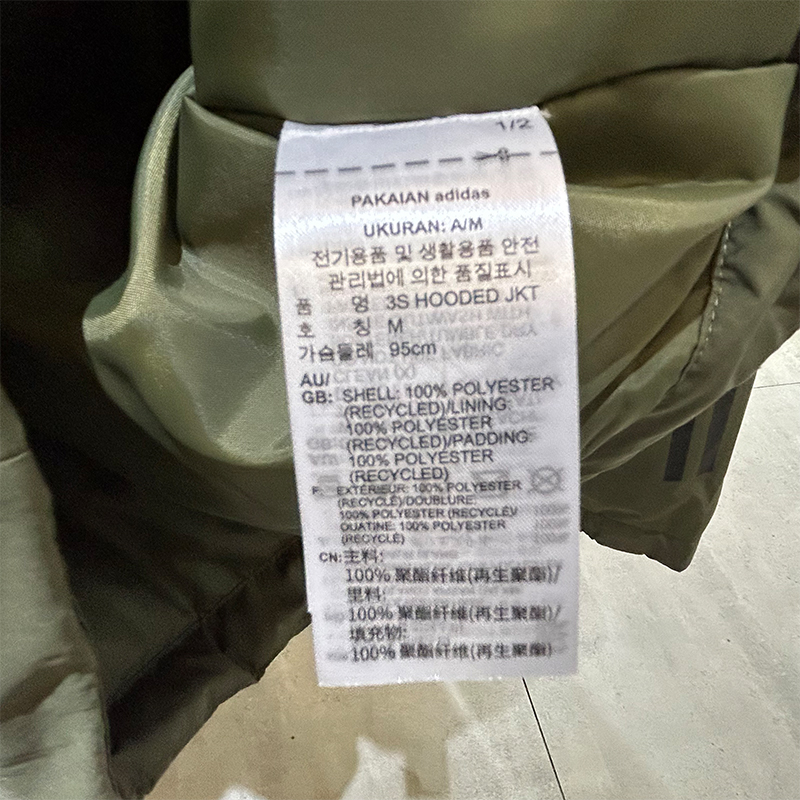 1/2
PAKAIAN adidas
UKURAN: A/M
전기용품 및 생활용품 안전
관리법에 의한 품질표시
품 명 3S HOODED JKT
호 칭 M
가슴둘레 95cm
AU/
GB: SHELL: 100% POLYESTER
(RECYCLED)/LINING:
100% POLYESTER
(RECYCLED)/PADDING:
100% POLYESTER
(RECYCLED)
F: EXTÉRIEUR: 100% POLYESTER
(RECYCLÉ)/DOUBLURE:
100% POLYESTER (RECYCLÉ)/
OUATINE: 100% POLYESTER
(RECYCLÉ)
CN: 主料:
100% 聚酯纤维(再生聚酯)/
里料:
100% 聚酯纤维(再生聚酯)/
填充物:
100% 聚酯纤维(再生聚酯)